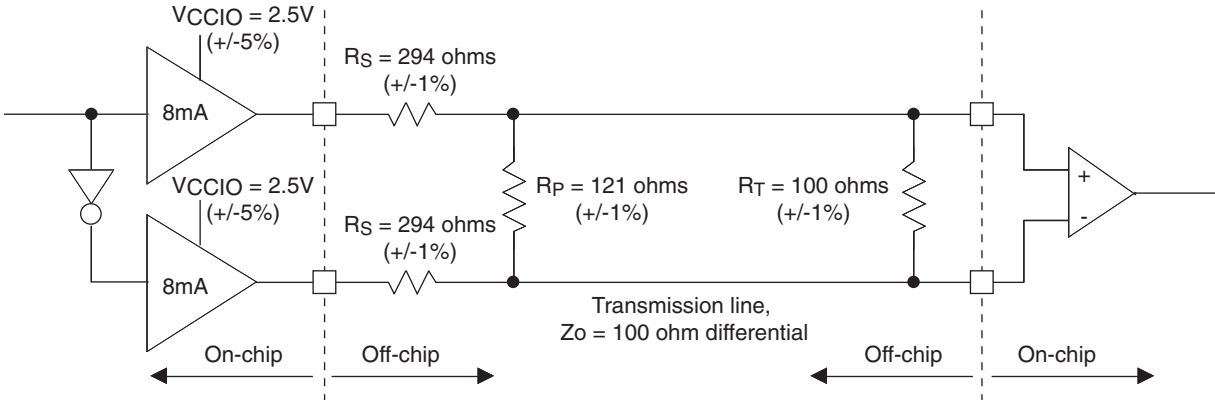 VCCIO = 2.5V
(+/-5%)
8mA
RS = 294 ohms
(+/-1%)
VCCIO = 2.5V
(+/-5%)
8mA
RS = 294 ohms
(+/-1%)
RP = 121 ohms
(+/-1%)
RT = 100 ohms
(+/-1%)
+
-
Transmission line,
Zo = 100 ohm differential
On-chip
Off-chip
Off-chip
On-chip